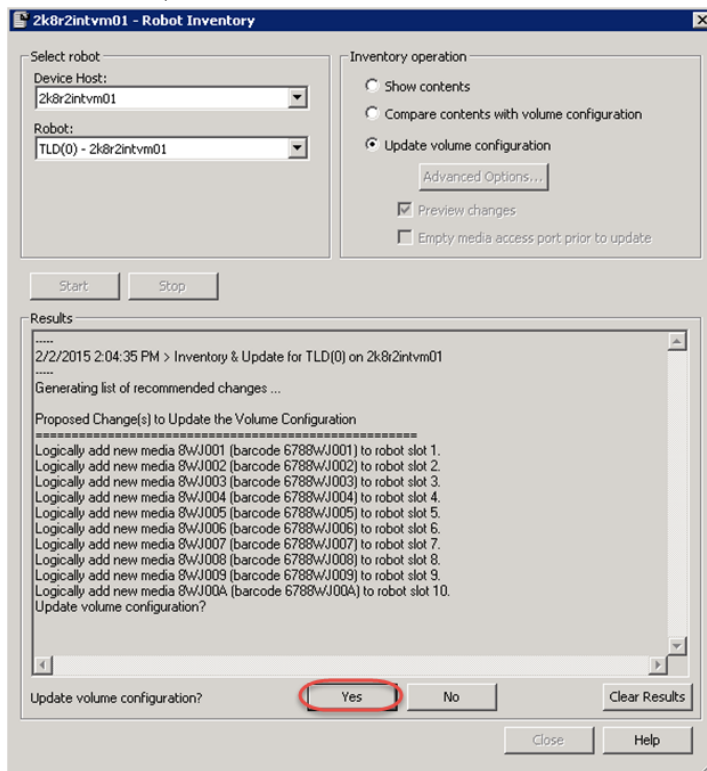 2k8r2intvm01 - Robot Inventory
Select robot
Device Host:
2k8r2intvm01
Robot:
TLD(0) - 2k8r2intvm01
Inventory operation
Show contents
Compare contents with volume configuration
Update volume configuration
Advanced Options...
Preview changes
Empty media access port prior to update
Start
Stop
Results
-----
2/2/2015 2:04:35 PM > Inventory & Update for TLD(0) on 2k8r2intvm01
-----
Generating list of recommended changes ...
Proposed Change(s) to Update the Volume Configuration
=====================================================
Logically add new media 8WJ001 (barcode 6788WJ001) to robot slot 1.
Logically add new media 8WJ002 (barcode 6788WJ002) to robot slot 2.
Logically add new media 8WJ003 (barcode 6788WJ003) to robot slot 3.
Logically add new media 8WJ004 (barcode 6788WJ004) to robot slot 4.
Logically add new media 8WJ005 (barcode 6788WJ005) to robot slot 5.
Logically add new media 8WJ006 (barcode 6788WJ006) to robot slot 6.
Logically add new media 8WJ007 (barcode 6788WJ007) to robot slot 7.
Logically add new media 8WJ008 (barcode 6788WJ008) to robot slot 8.
Logically add new media 8WJ009 (barcode 6788WJ009) to robot slot 9.
Logically add new media 8WJ00A (barcode 6788WJ00A) to robot slot 10.
Update volume configuration?
Update volume configuration?
Yes
No
Clear Results
Close
Help